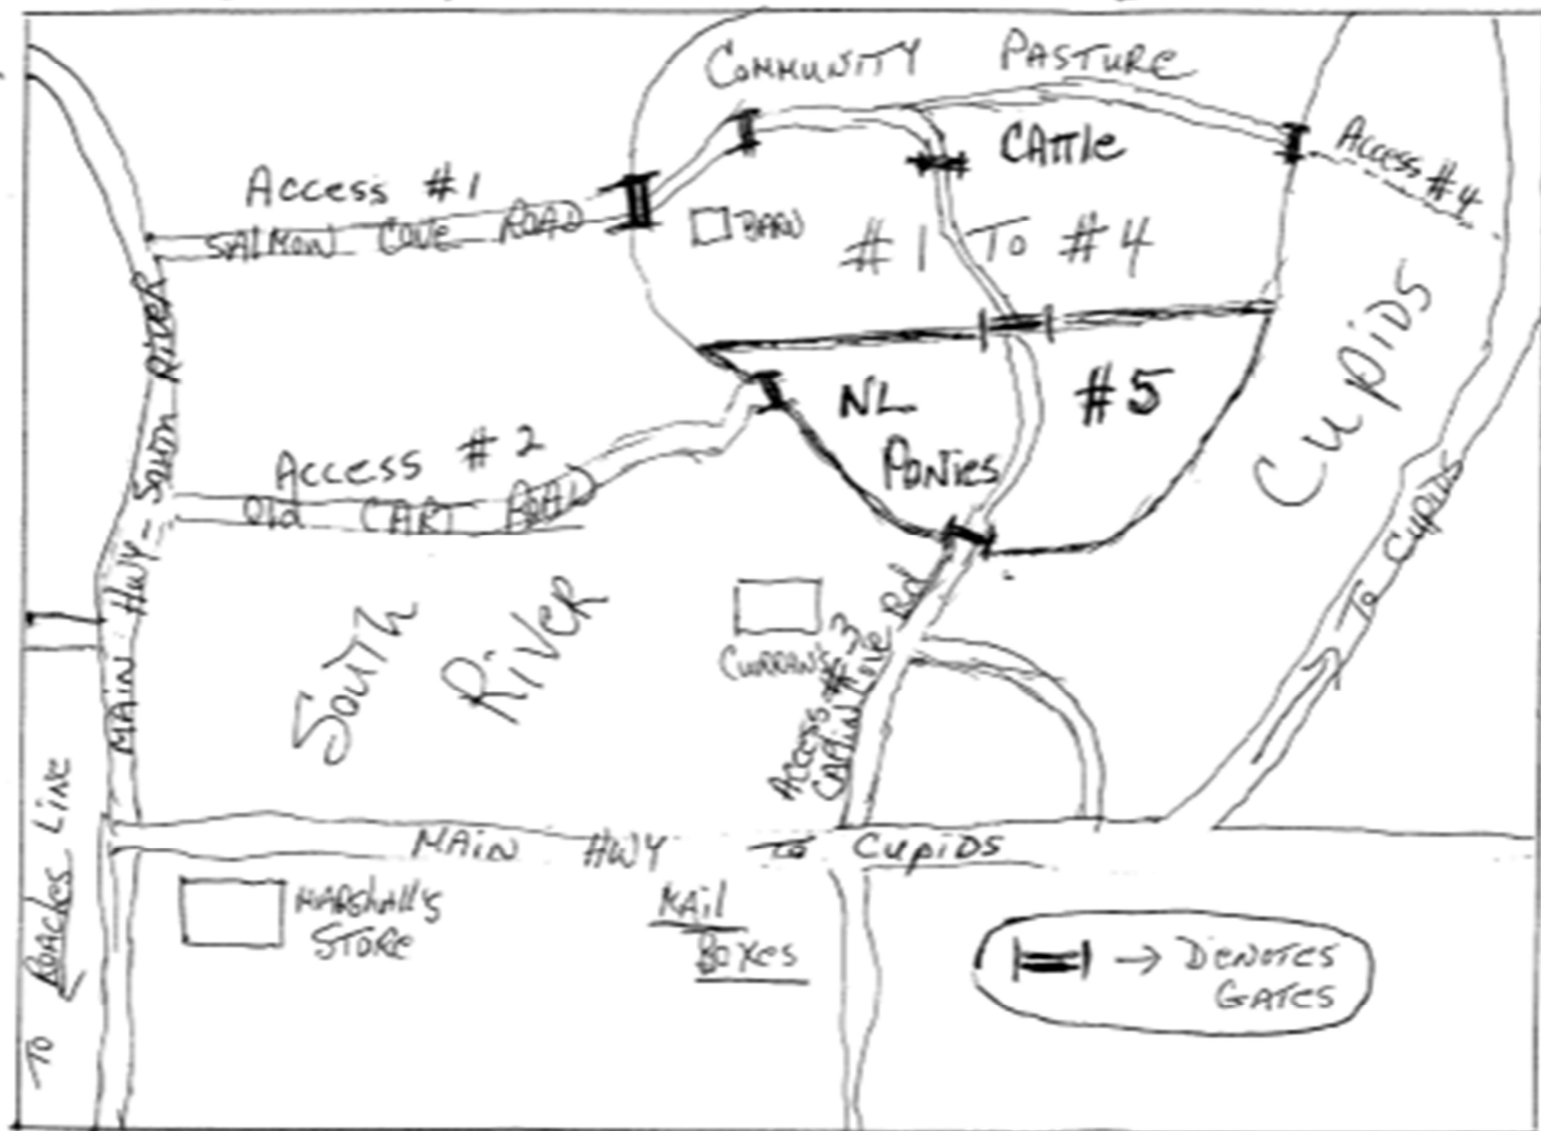 COMMUNITY PASTURE
CATTLE
Access #4
Access #1
SALMON COVE ROAD
BARN
#1 To #4
Cupids
MAIN HWY - South River
NL
PONIES
#5
Access #2
Old CART ROAD
South
River
CURRAN'S
Access #3
CAPLIN COVE Rd
To Cupids
To ROACHES LINE
MAIN HWY To CUPIDS
MARSHALL'S
STORE
MAIL
BOXES
→ DENOTES
GATES